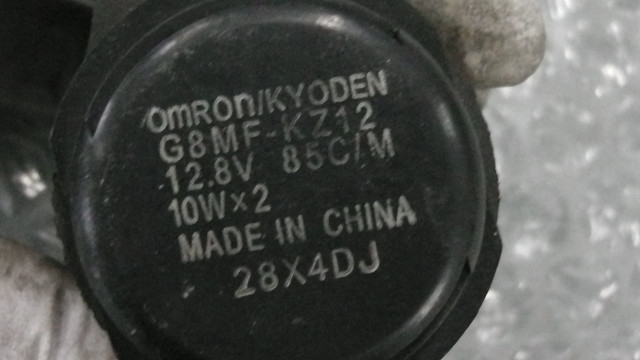 omRon/KYODEN
G8MF-KZ12
12.8V 85C/M
10W×2
MADE IN CHINA
28X4DJ